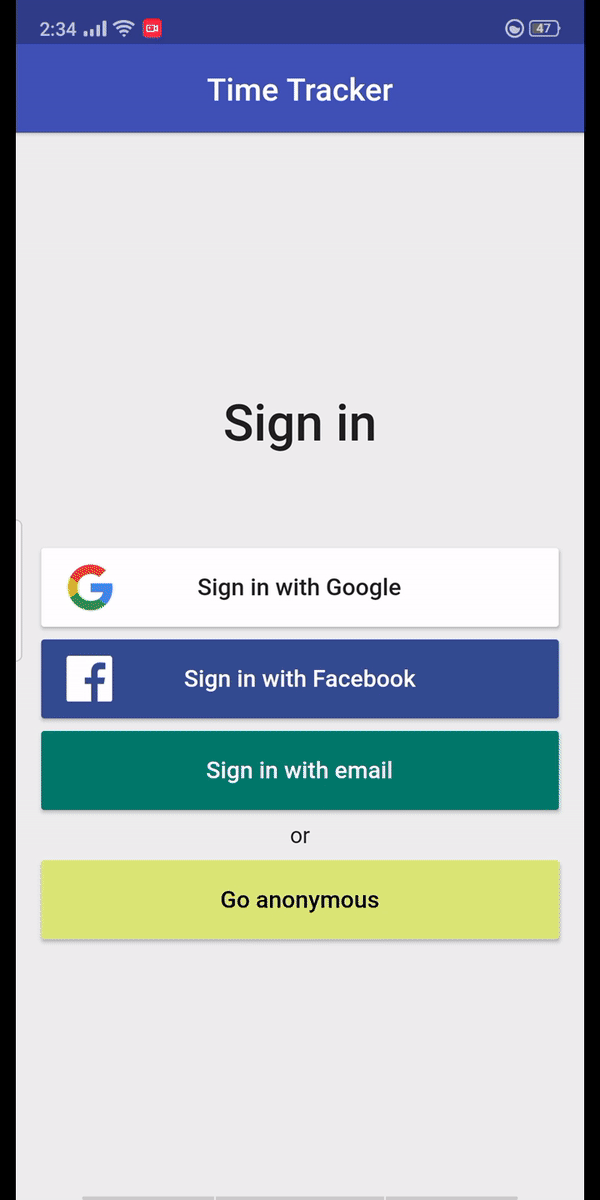 2:34 47
Time Tracker
Sign in
Sign in with Google
Sign in with Facebook
Sign in with email
or
Go anonymous